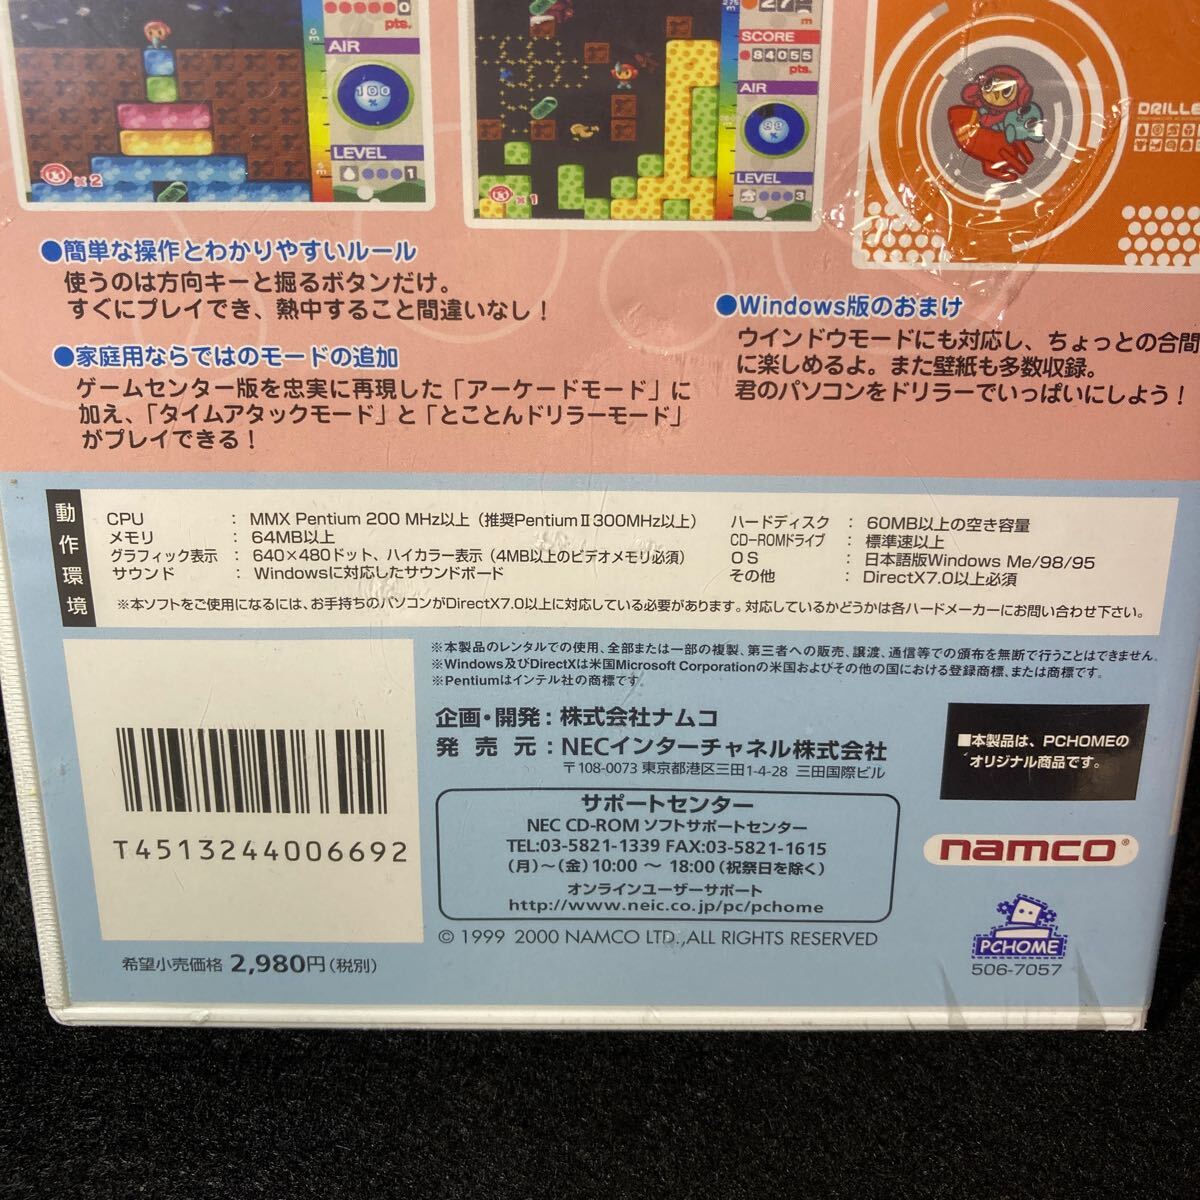 0
pts.
AIR
100
%
LEVEL
1
×2
27
m
SCORE
84055
pts.
AIR
LEVEL
3
×1
DRILLE
●簡単な操作とわかりやすいルール
使うのは方向キーと掘るボタンだけ。
すぐにプレイでき、熱中すること間違いなし！
●家庭用ならではのモードの追加
ゲームセンター版を忠実に再現した「アーケードモード」に
加え、「タイムアタックモード」と「とことんドリラーモード」
がプレイできる！
●Windows版のおまけ
ウインドウモードにも対応し、ちょっとの合間
に楽しめるよ。また壁紙も多数収録。
君のパソコンをドリラーでいっぱいにしよう！
動作環境
CPU : MMX Pentium 200 MHz以上（推奨PentiumⅡ300MHz以上）
メモリ : 64MB以上
グラフィック表示 : 640×480ドット、ハイカラー表示（4MB以上のビデオメモリ必須）
サウンド : Windowsに対応したサウンドボード
ハードディスク : 60MB以上の空き容量
CD-ROMドライブ : 標準速以上
OS : 日本語版Windows Me/98/95
その他 : DirectX7.0以上必須
※本ソフトをご使用になるには、お手持ちのパソコンがDirectX7.0以上に対応している必要があります。対応しているかどうかは各ハードメーカーにお問い合わせ下さい。
※本製品のレンタルでの使用、全部または一部の複製、第三者への販売、譲渡、通信等での頒布を無断で行うことはできません。
※Windows及びDirectXは米国Microsoft Corporationの米国およびその他の国における登録商標、または商標です。
※Pentiumはインテル社の商標です。
企画・開発：株式会社ナムコ
発売元：NECインターチャネル株式会社
〒108-0073 東京都港区三田1-4-28 三田国際ビル
■本製品は、PCHOMEの
オリジナル商品です。
サポートセンター
NEC CD-ROM ソフトサポートセンター
TEL:03-5821-1339 FAX:03-5821-1615
（月）～（金）10:00 ～ 18:00（祝祭日を除く）
オンラインユーザーサポート
http://www.neic.co.jp/pc/pchome
© 1999 2000 NAMCO LTD.,ALL RIGHTS RESERVED
T4513244006692
希望小売価格 2,980円（税別）
namco®
PCHOME
506-7057